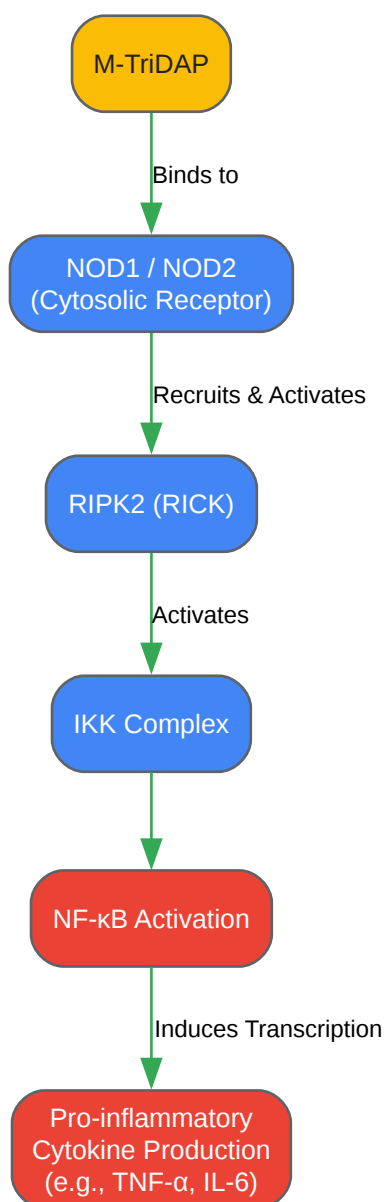 M-TriDAP
Binds to
NOD1 / NOD2
(Cytosolic Receptor)
Recruits & Activates
RIPK2 (RICK)
Activates
IKK Complex
NF-κB Activation
Induces Transcription
Pro-inflammatory
Cytokine Production
(e.g., TNF-α, IL-6)